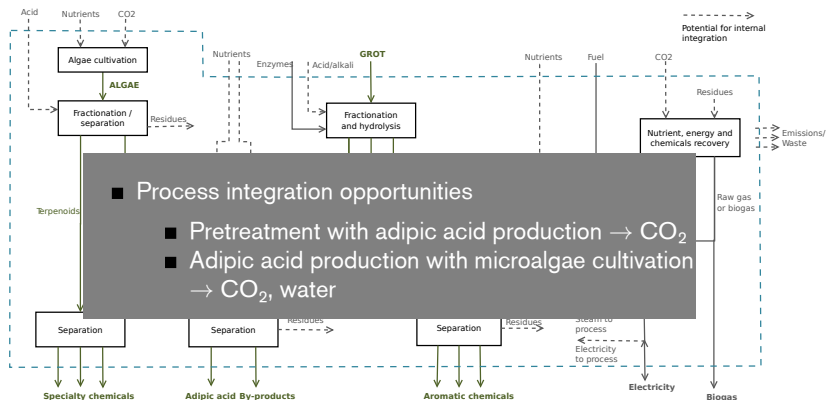 Acid
Nutrients
CO2
Potential for internal
integration
Algae cultivation
ALGAE
Nutrients
Enzymes
Acid/alkali
GROT
Nutrients
Fuel
CO2
Residues
Fractionation /
separation
Residues
Fractionation
and hydrolysis
Nutrient, energy and
chemicals recovery
Emissions/
Waste
Terpenoids
Raw gas
or biogas
■ Process integration opportunities
■ Pretreatment with adipic acid production → CO₂
■ Adipic acid production with microalgae cultivation
→ CO₂, water
Separation
Separation
Residues
Separation
Residues
Steam to
process
Electricity
to process
Specialty chemicals
Adipic acid
By-products
Aromatic chemicals
Electricity
Biogas